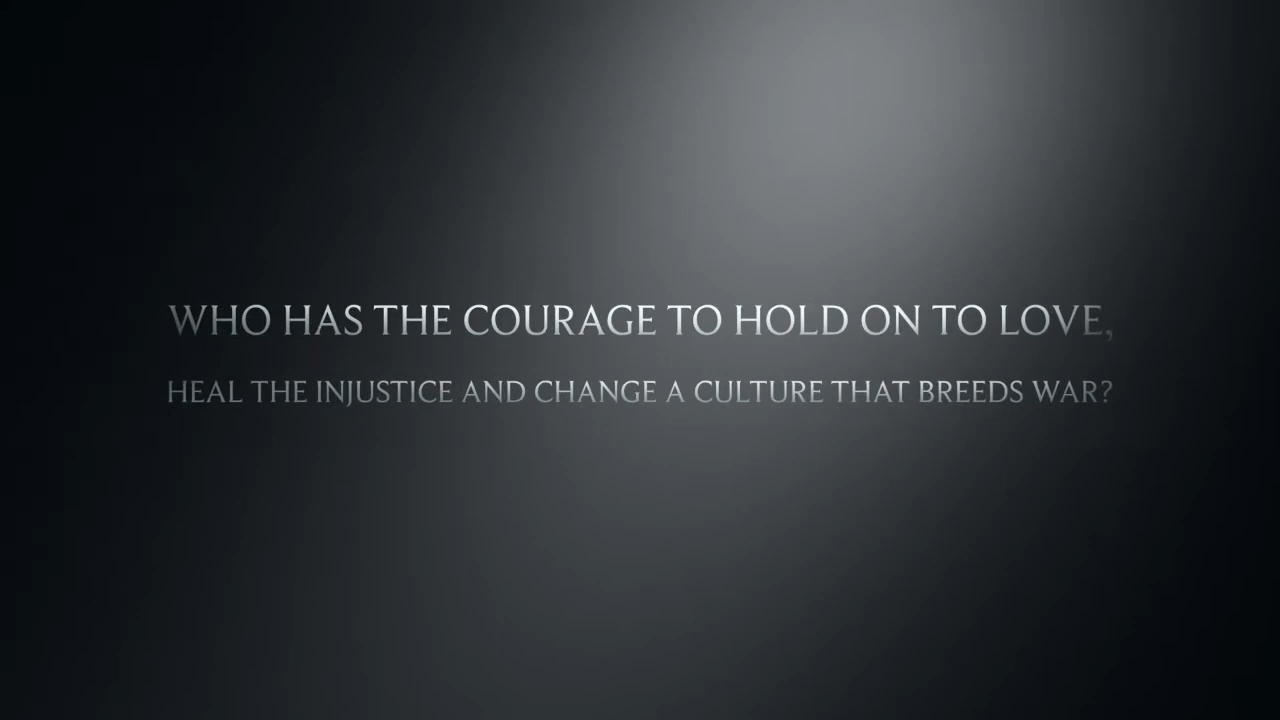 WHO HAS THE COURAGE TO HOLD ON TO LOVE,
HEAL THE INJUSTICE AND CHANGE A CULTURE THAT BREEDS WAR?